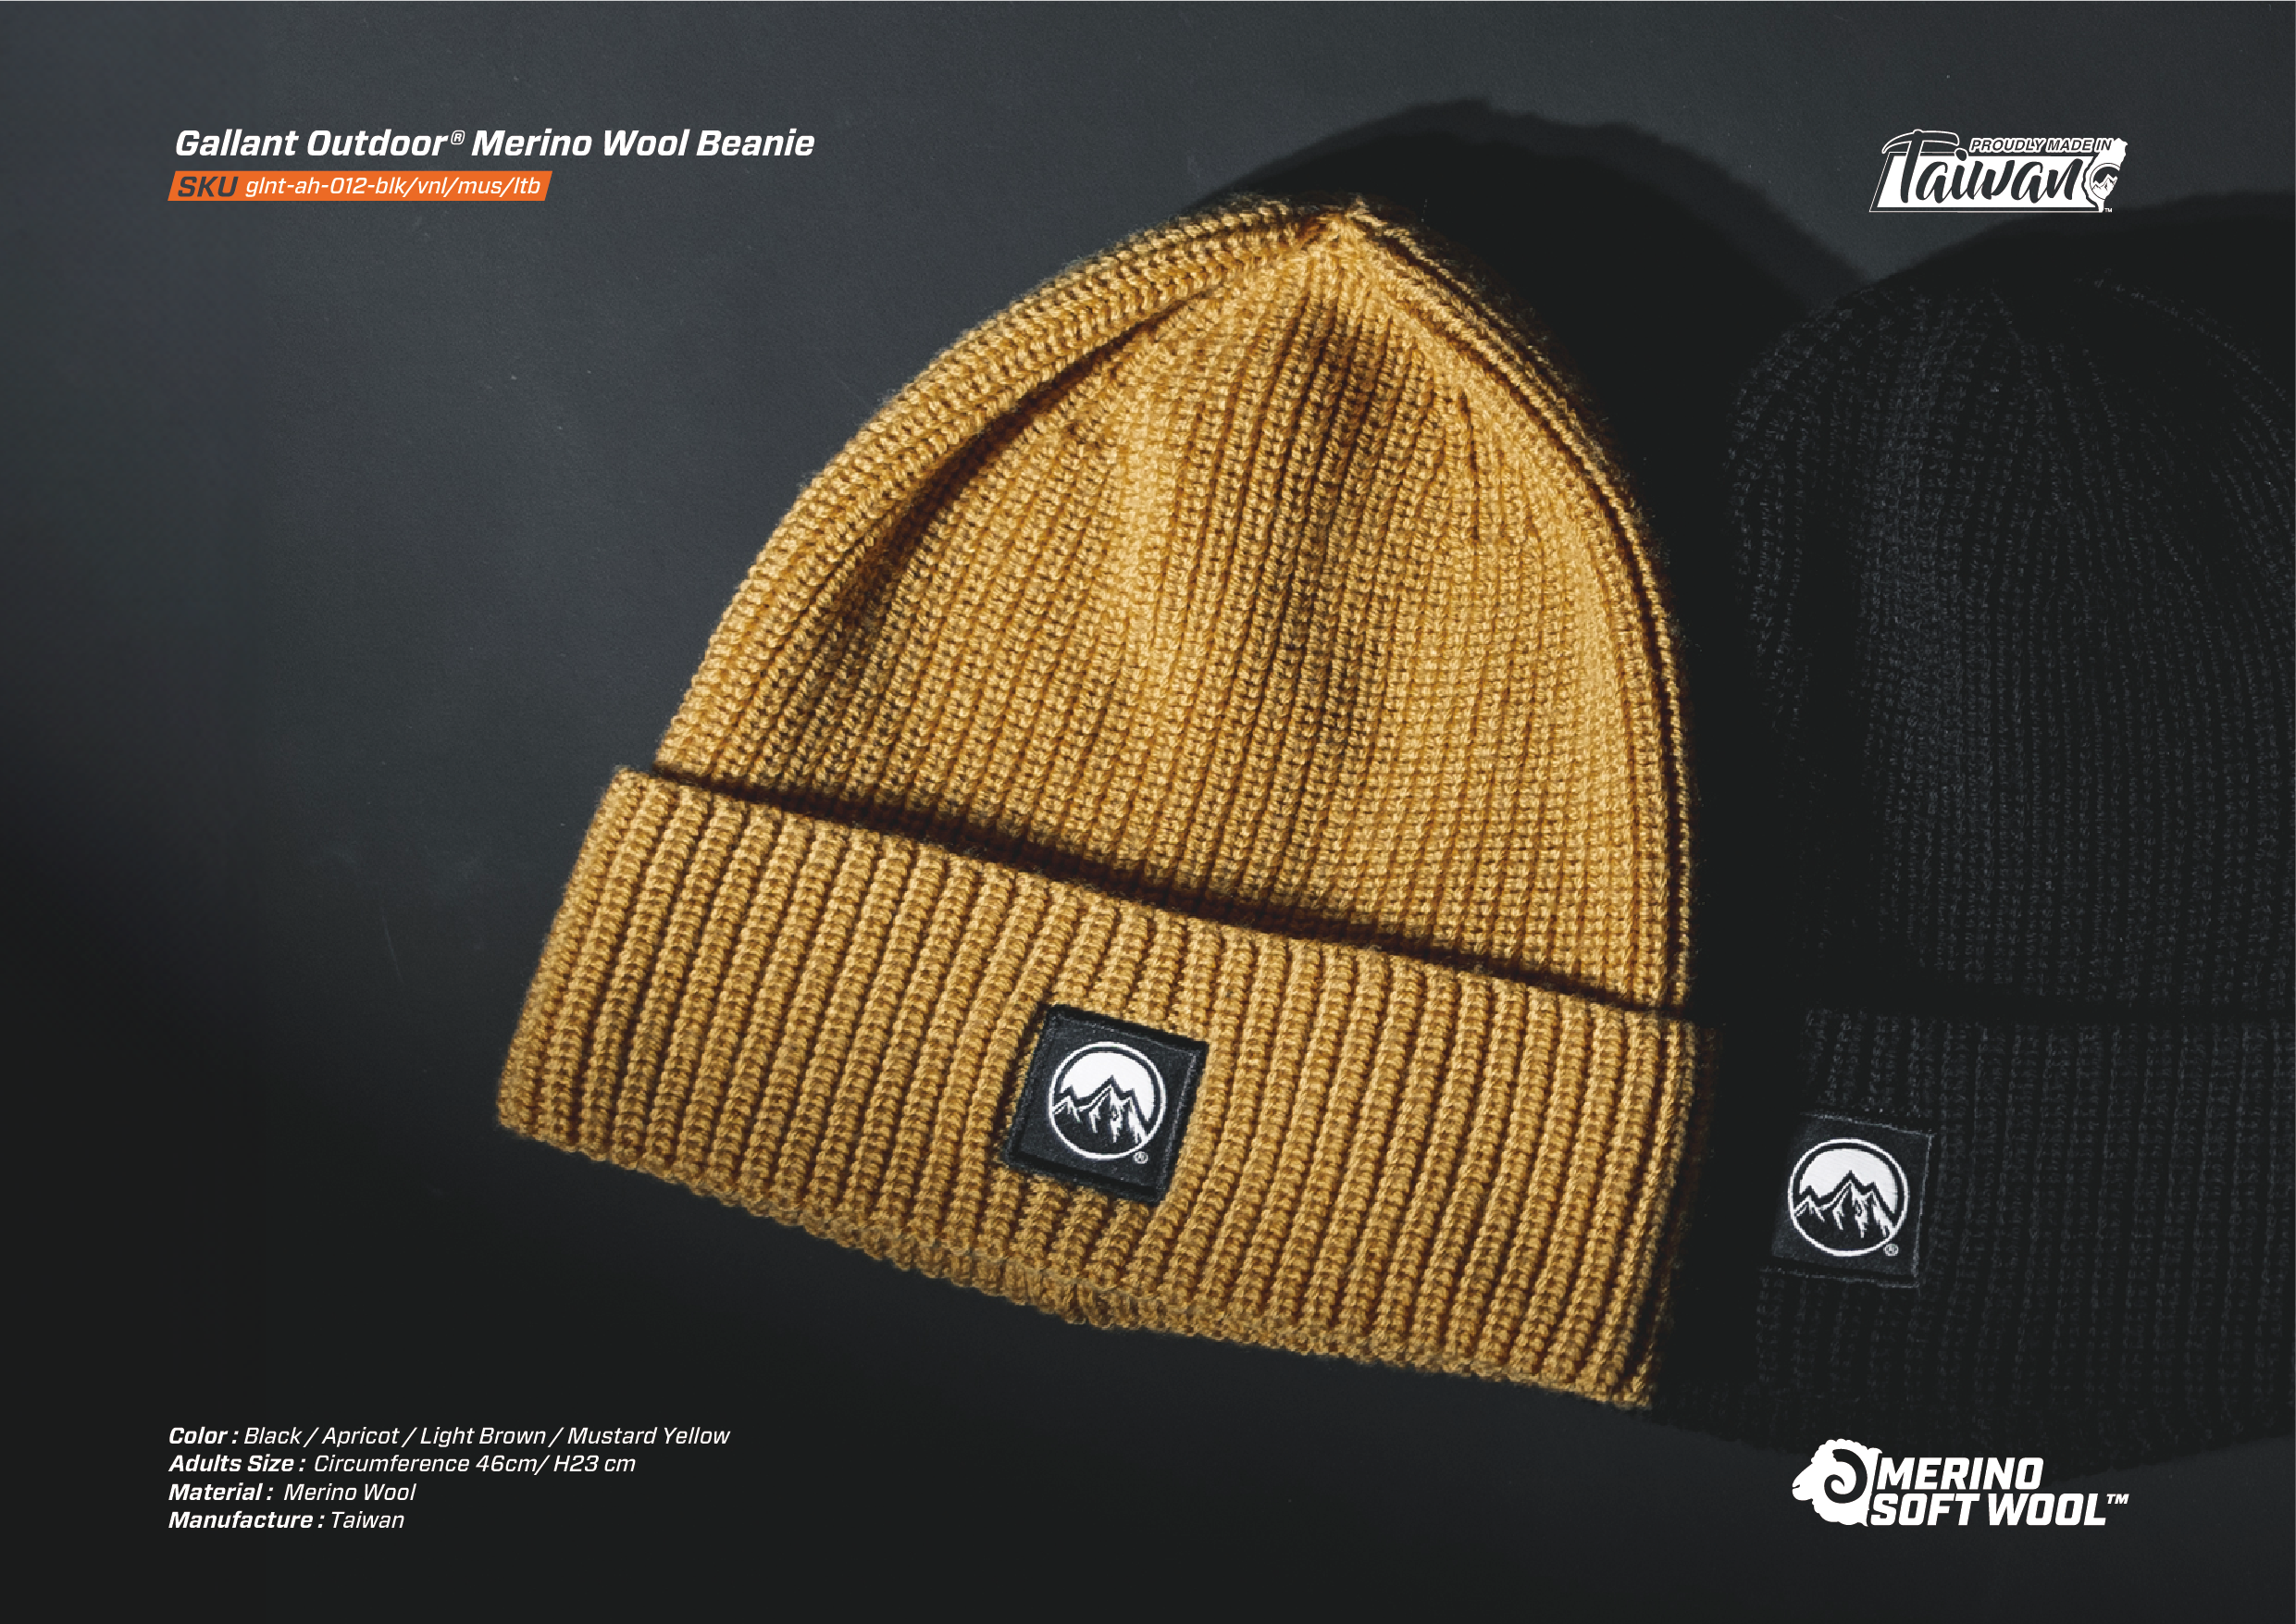 Gallant Outdoor® Merino Wool Beanie
SKU glnt-ah-012-blk/vnl/mus/ltb
PROUDLY MADE IN
Taiwan™
®
®
Color : Black / Apricot / Light Brown / Mustard Yellow
Adults Size : Circumference 46cm/ H23 cm
Material : Merino Wool
Manufacture : Taiwan
MERINO
SOFT WOOL™